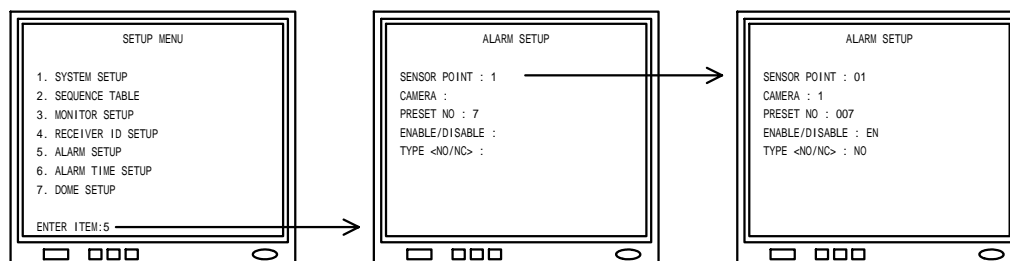 SETUP MENU
1. SYSTEM SETUP
2. SEQUENCE TABLE
3. MONITOR SETUP
4. RECEIVER ID SETUP
5. ALARM SETUP
6. ALARM TIME SETUP
7. DOME SETUP
ENTER ITEM:5
ALARM SETUP
SENSOR POINT : 1
CAMERA :
PRESET NO : 7
ENABLE/DISABLE :
TYPE <NO/NC> :
ALARM SETUP
SENSOR POINT : 01
CAMERA : 1
PRESET NO : 007
ENABLE/DISABLE : EN
TYPE <NO/NC> : NO